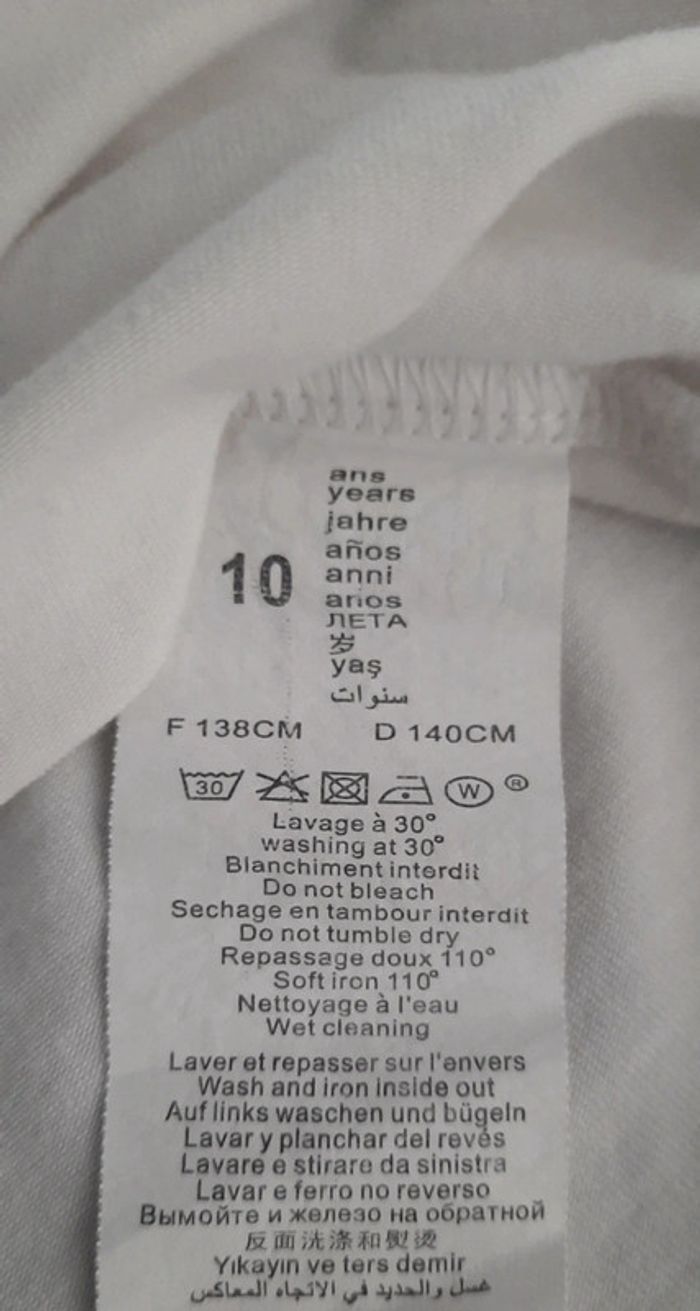 ans
years
jahre
años
anni
anos
ЛЕТА
岁
yaş
سنوات
10
F 138CM D 140CM
30 W ®
Lavage à 30°
washing at 30°
Blanchiment interdit
Do not bleach
Sechage en tambour interdit
Do not tumble dry
Repassage doux 110°
Soft iron 110°
Nettoyage à l'eau
Wet cleaning
Laver et repasser sur l'envers
Wash and iron inside out
Auf links waschen und bügeln
Lavar y planchar del revés
Lavare e stirare da sinistra
Lavar e ferro no reverso
Вымойте и железо на обратной
反面洗涤和熨烫
Yıkayın ve ters demir
غسل والحديد في الاتجاه المعاكس